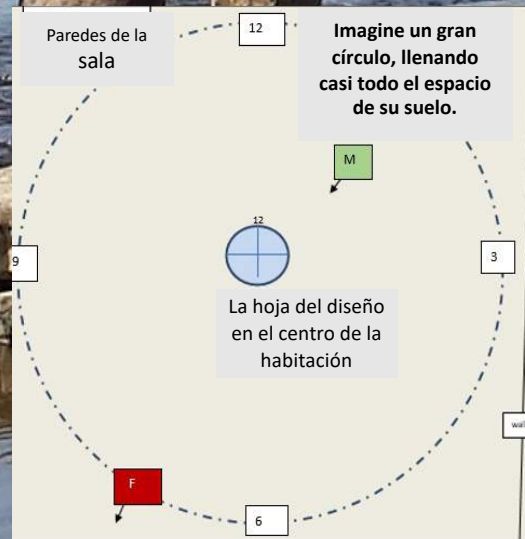 Paredes de la
sala
12
Imagine un gran
círculo, llenando
casi todo el espacio
de su suelo.
M
12
9
3
La hoja del diseño
en el centro de la
habitación
F
6